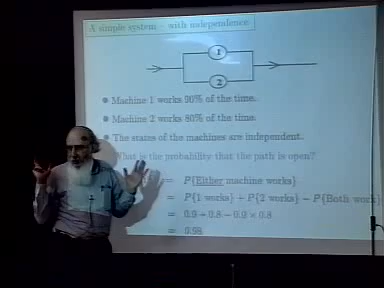 A simple system – with independence
1
2
Machine 1 works 90% of the time.
Machine 2 works 80% of the time.
The states of the machines are independent.
What is the probability that the path is open?
= P{Either machine works}
= P{1 works} + P{2 works} − P{Both work}
= 0.9 + 0.8 − 0.9 × 0.8
= 0.98.